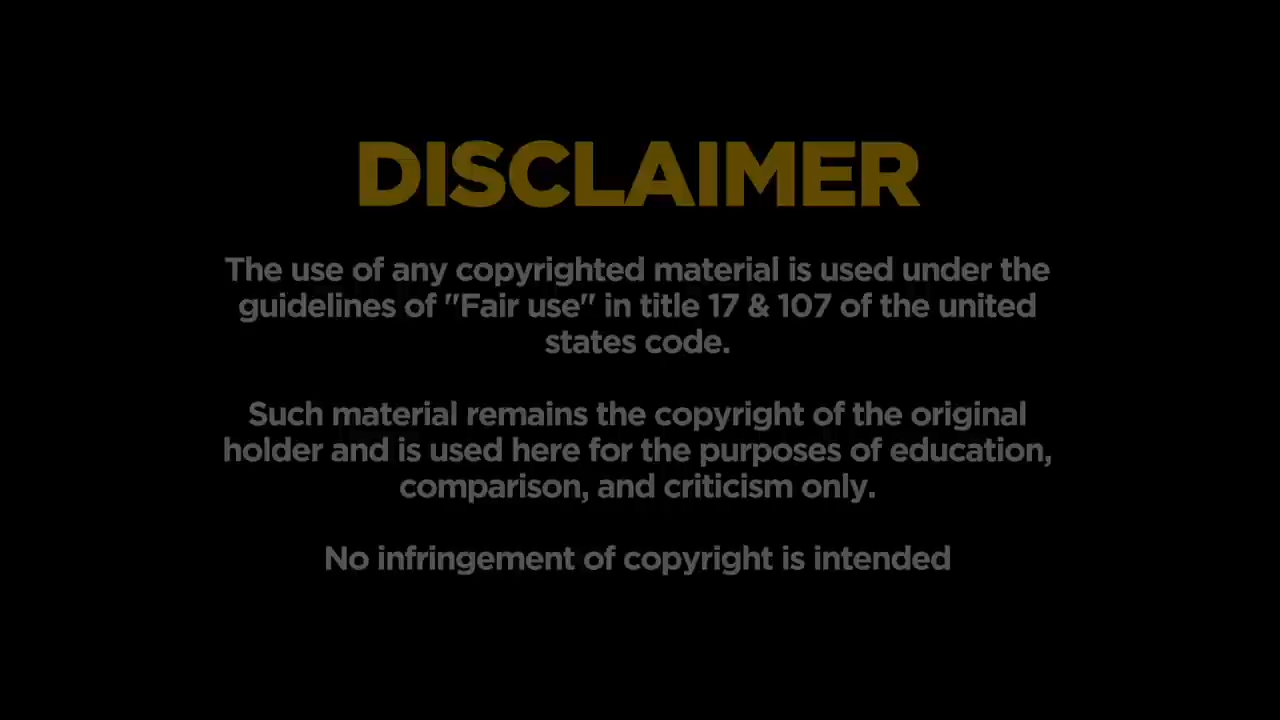 DISCLAIMER
The use of any copyrighted material is used under the
guidelines of "Fair use" in title 17 & 107 of the united
states code.
Such material remains the copyright of the original
holder and is used here for the purposes of education,
comparison, and criticism only.
No infringement of copyright is intended